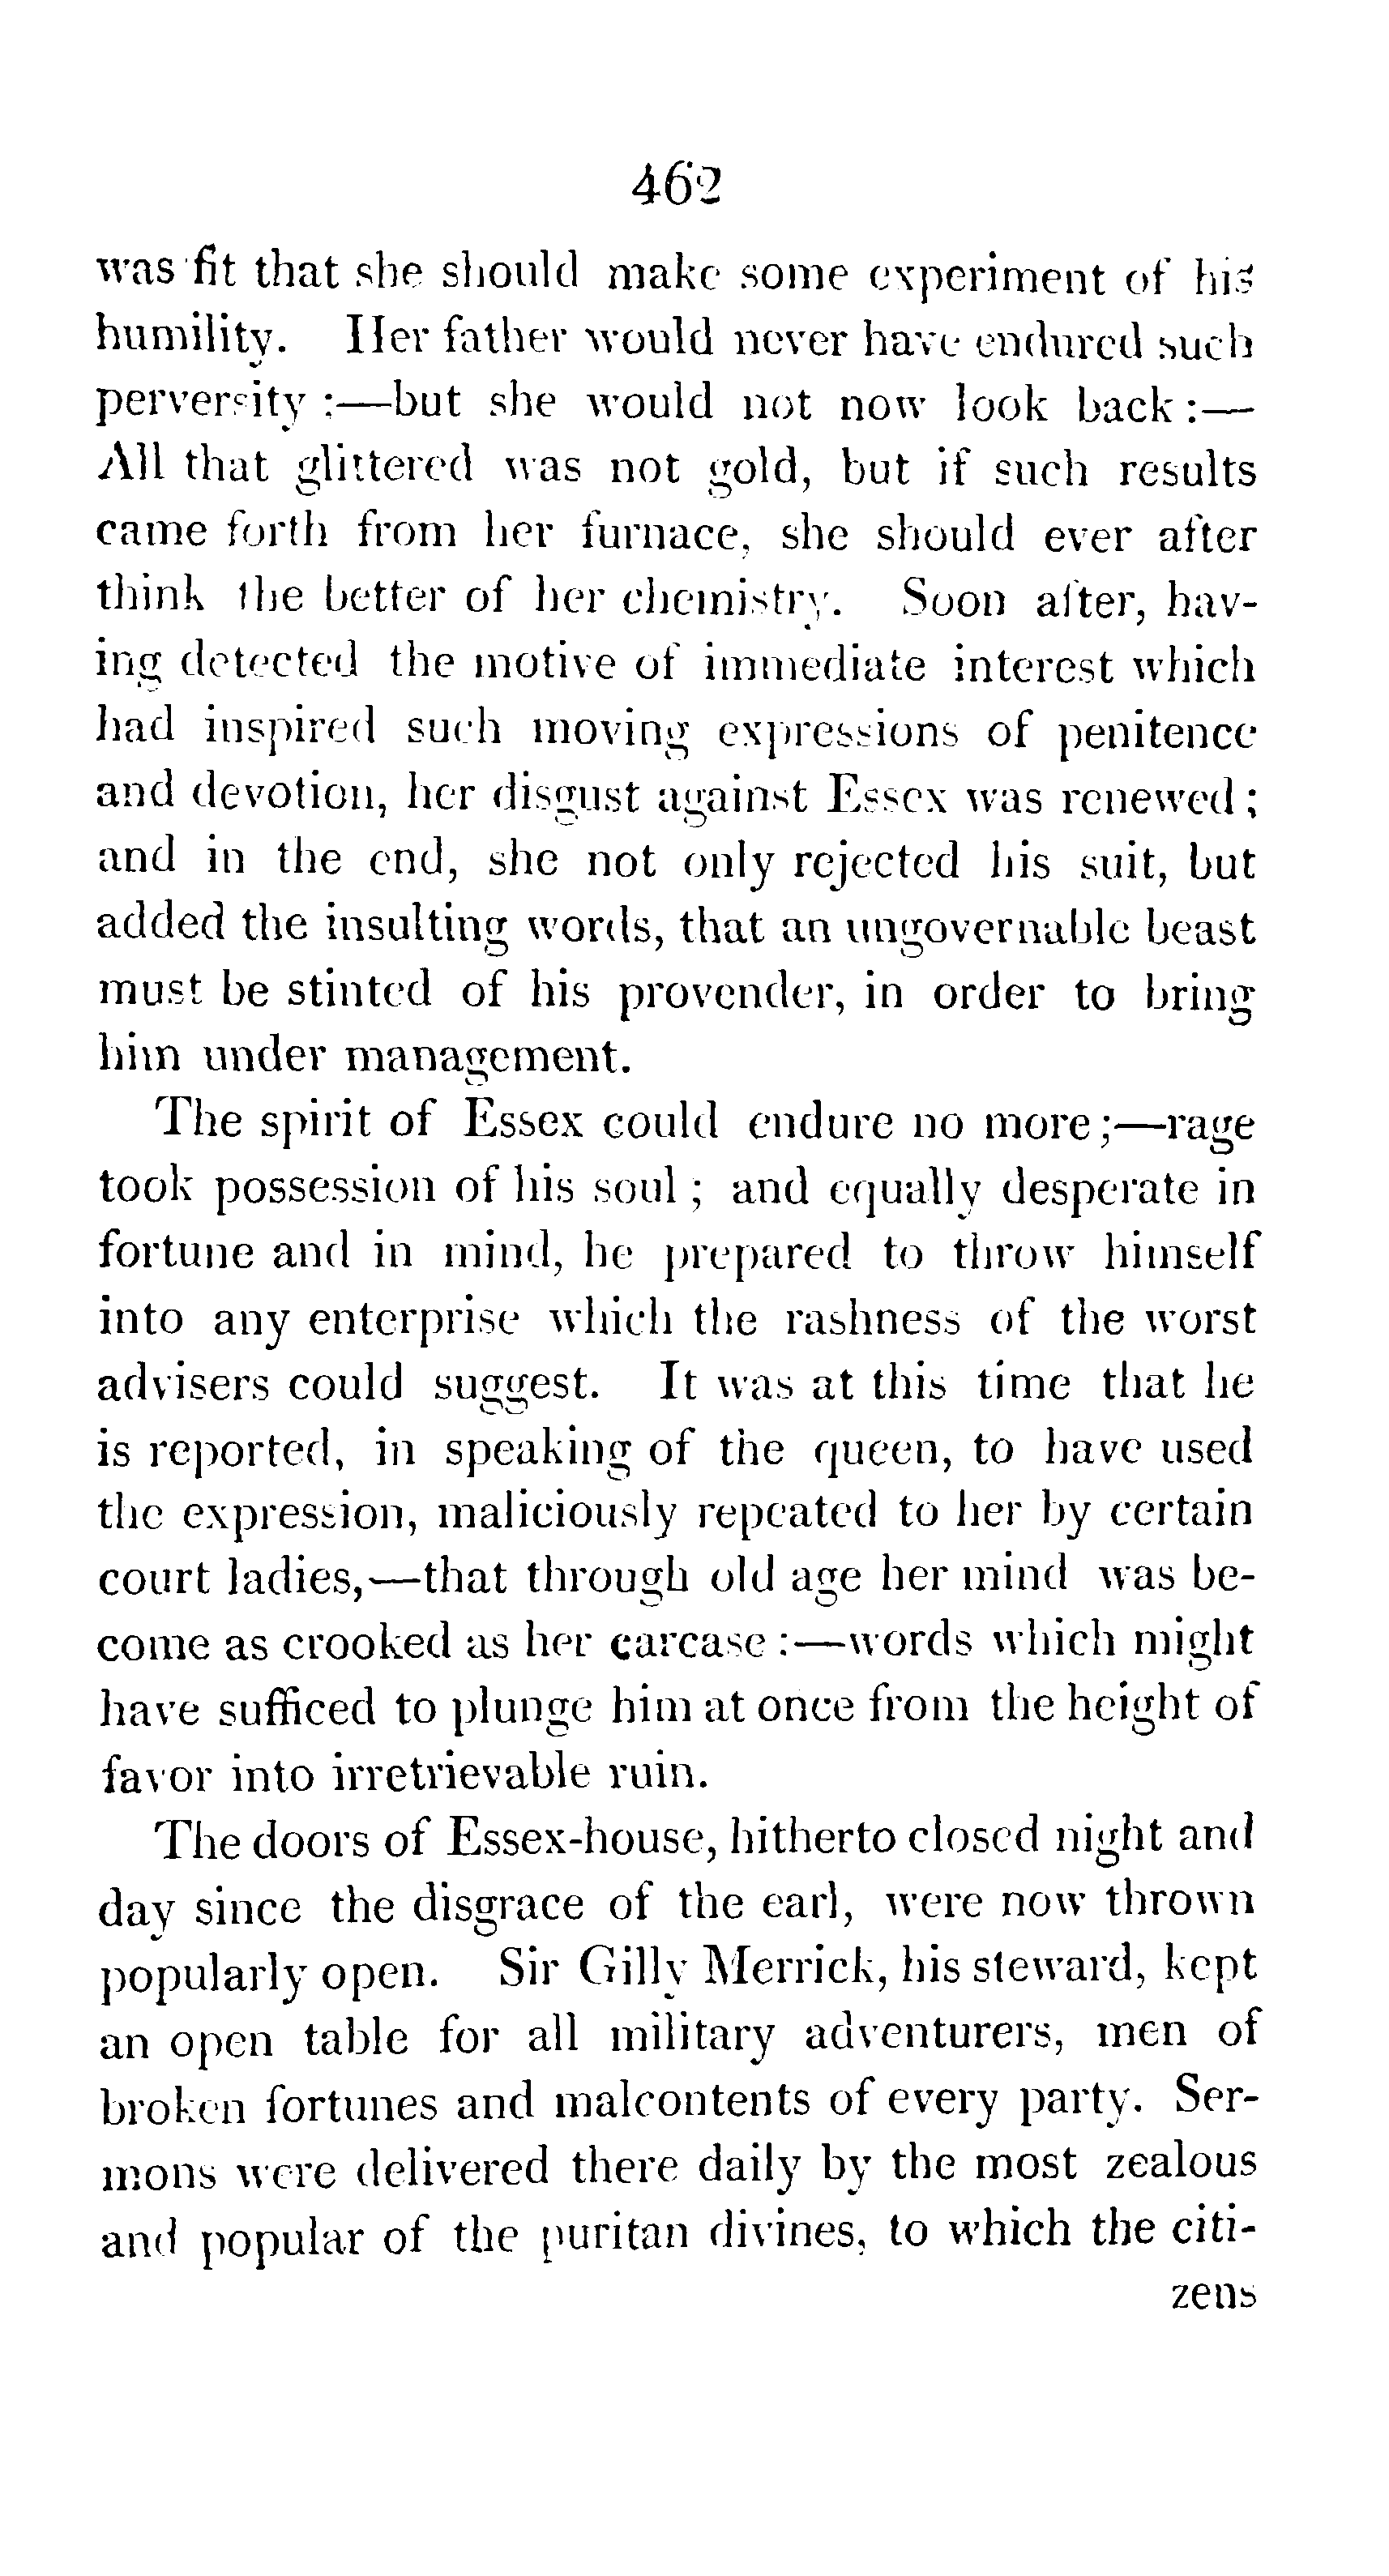 462
was fit that she should make some experiment of his
humility. Her father would never have endured such
perversity :—but she would not now look back :—
All that glittered was not gold, but if such results
came forth from her furnace, she should ever after
think the better of her chemistry. Soon after, hav-
ing detected the motive of immediate interest which
had inspired such moving expressions of penitence
and devotion, her disgust against Essex was renewed ;
and in the end, she not only rejected his suit, but
added the insulting words, that an ungovernable beast
must be stinted of his provender, in order to bring
him under management.
The spirit of Essex could endure no more ;—rage
took possession of his soul ; and equally desperate in
fortune and in mind, he prepared to throw himself
into any enterprise which the rashness of the worst
advisers could suggest. It was at this time that he
is reported, in speaking of the queen, to have used
the expression, maliciously repeated to her by certain
court ladies,—that through old age her mind was be-
come as crooked as her carcase :—words which might
have sufficed to plunge him at once from the height of
favor into irretrievable ruin.
The doors of Essex-house, hitherto closed night and
day since the disgrace of the earl, were now thrown
popularly open. Sir Gilly Merrick, his steward, kept
an open table for all military adventurers, men of
broken fortunes and malcontents of every party. Ser-
mons were delivered there daily by the most zealous
and popular of the puritan divines, to which the citi-
zens